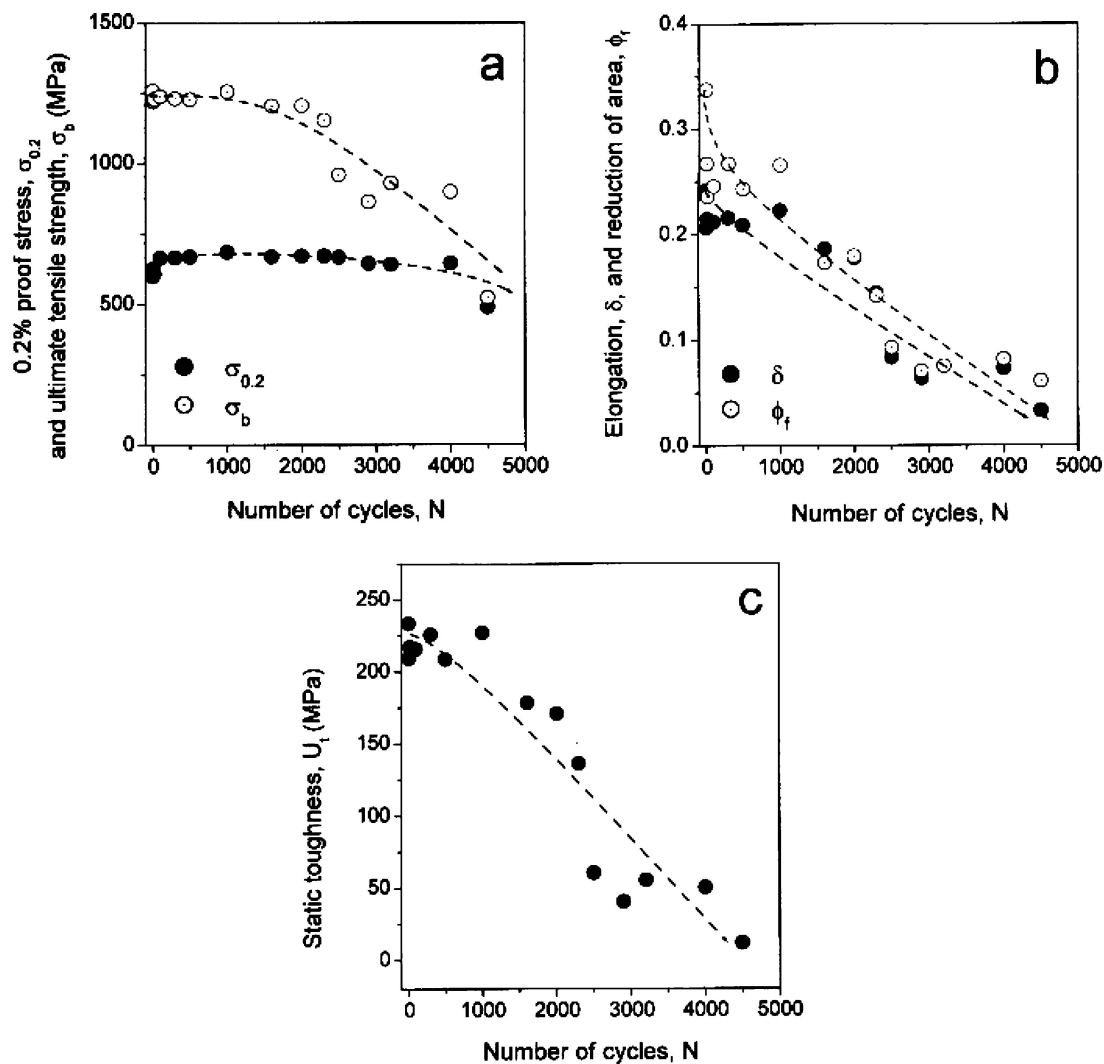 a
0.2% proof stress, σ0.2
and ultimate tensile strength, σb (MPa)
1500
1000
500
0
σ0.2
σb
0 1000 2000 3000 4000 5000
Number of cycles, N
b
Elongation, δ, and reduction of area, ϕf
0.4
0.3
0.2
0.1
0.0
δ
ϕf
0 1000 2000 3000 4000 5000
Number of cycles, N
c
Static toughness, Ut (MPa)
250
200
150
100
50
0
0 1000 2000 3000 4000 5000
Number of cycles, N